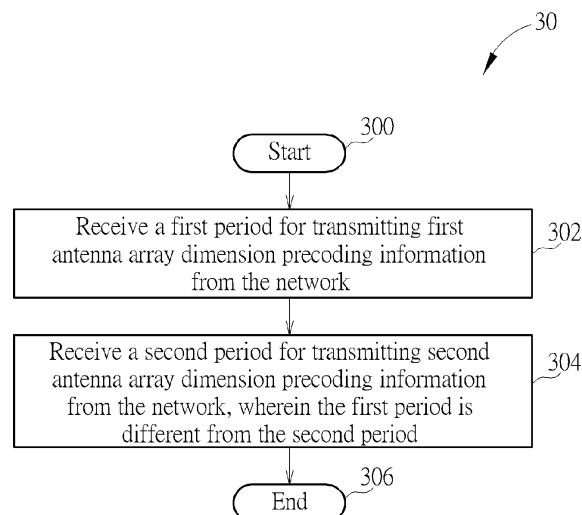 30
300
Start
Receive a first period for transmitting first
antenna array dimension precoding information
from the network
302
Receive a second period for transmitting second
antenna array dimension precoding information
from the network, wherein the first period is
different from the second period
304
306
End